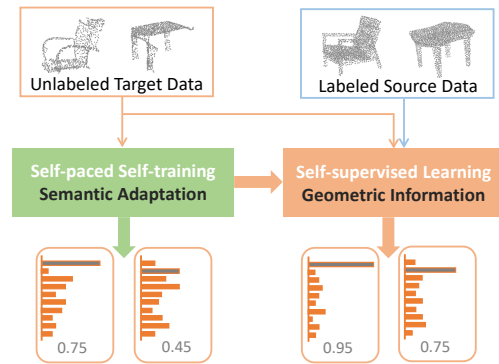 Unlabeled Target Data
Labeled Source Data
Self-paced Self-training
Semantic Adaptation
Self-supervised Learning
Geometric Information
0.75
0.45
0.95
0.75